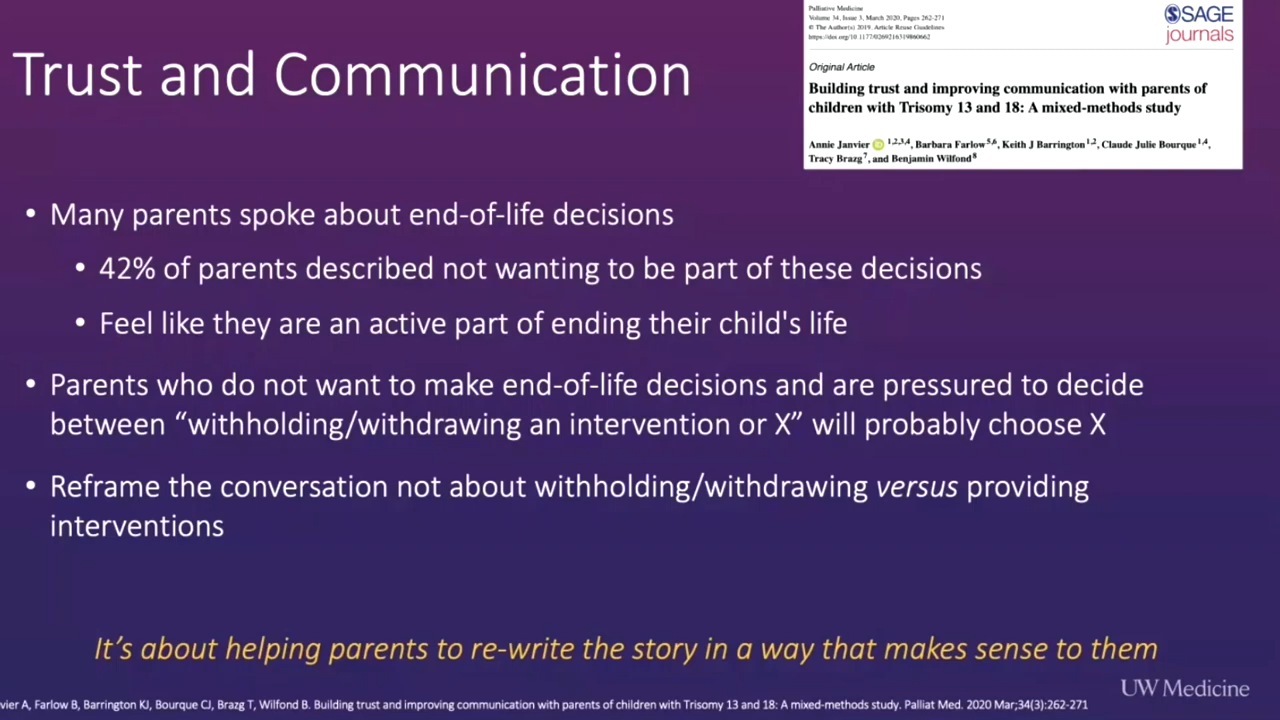 Palliative Medicine
Volume 34, Issue 3, March 2020, Pages 262-271
© The Author(s) 2019, Article Reuse Guidelines
https://doi.org/10.1177/0269216319860662
SAGE
journals
Original Article
Building trust and improving communication with parents of
children with Trisomy 13 and 18: A mixed-methods study
Annie Janvier 1,2,3,4, Barbara Farlow 5,6, Keith J Barrington 1,2, Claude Julie Bourque 1,4,
Tracy Brazg 7, and Benjamin Wilfond 8
Trust and Communication
• Many parents spoke about end-of-life decisions
• 42% of parents described not wanting to be part of these decisions
• Feel like they are an active part of ending their child's life
• Parents who do not want to make end-of-life decisions and are pressured to decide
between “withholding/withdrawing an intervention or X” will probably choose X
• Reframe the conversation not about withholding/withdrawing versus providing
interventions
It’s about helping parents to re-write the story in a way that makes sense to them
UW Medicine
vier A, Farlow B, Barrington KJ, Bourque CJ, Brazg T, Wilfond B. Building trust and improving communication with parents of children with Trisomy 13 and 18: A mixed-methods study. Palliat Med. 2020 Mar;34(3):262-271